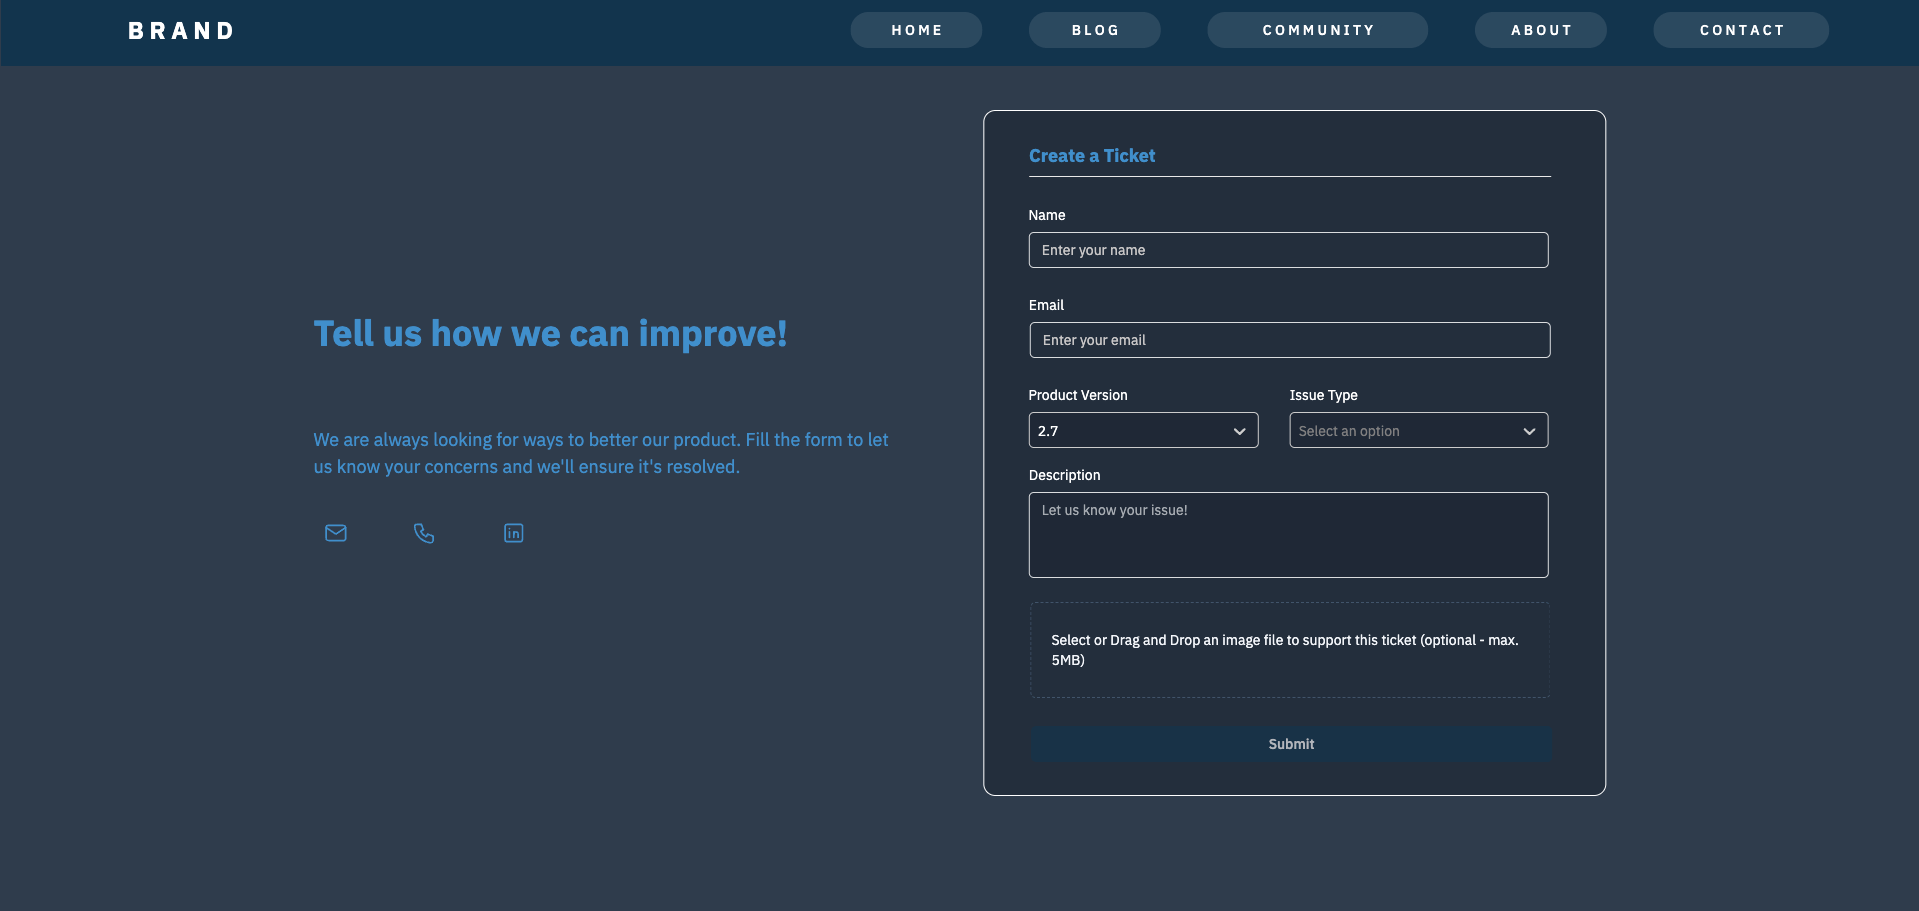 BRAND
HOME
BLOG
COMMUNITY
ABOUT
CONTACT
Tell us how we can improve!
We are always looking for ways to better our product. Fill the form to let
us know your concerns and we'll ensure it's resolved.
in
Create a Ticket
Name
Enter your name
Email
Enter your email
Product Version
2.7
Issue Type
Select an option
Description
Let us know your issue!
Select or Drag and Drop an image file to support this ticket (optional - max.
5MB)
Submit